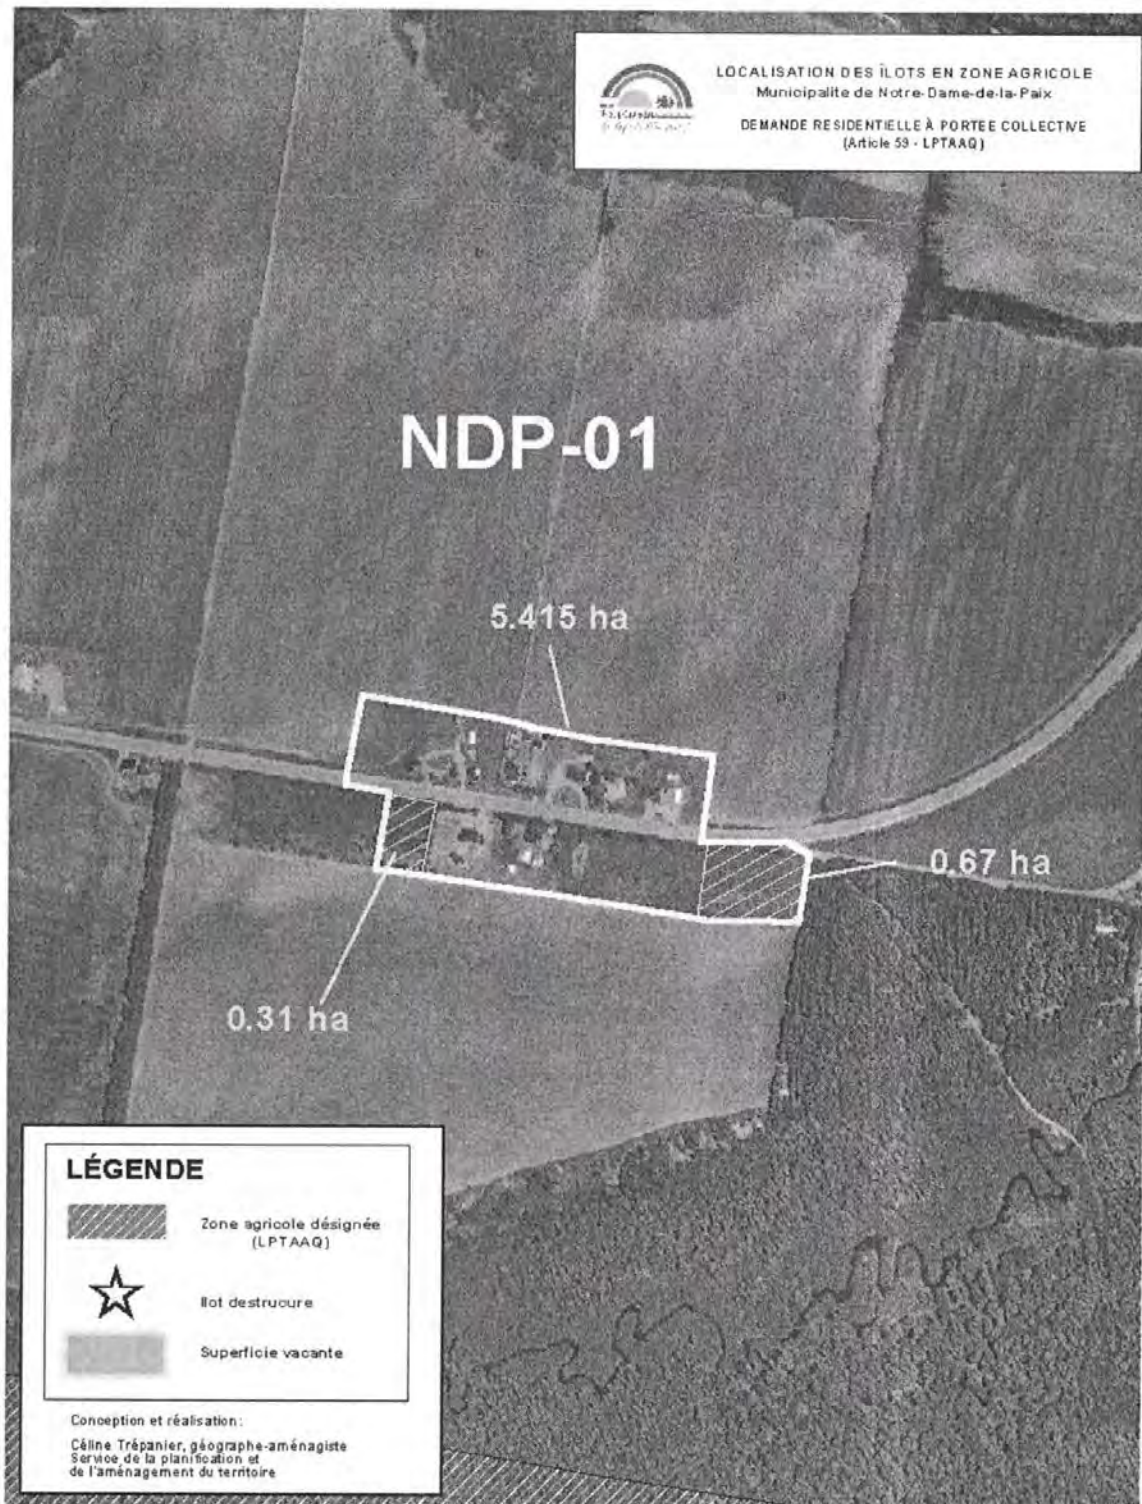 LOCALISATION DES ÎLOTS EN ZONE AGRICOLE
Municipalite de Notre-Dame-de-la-Paix
DEMANDE RESIDENTIELLE À PORTEE COLLECTIVE
(Article 59 - LPTAAQ)
NDP-01
5.415 ha
0.67 ha
0.31 ha
LÉGENDE
Zone agricole désignée
(LPTAAQ)
Ilot destrucure
Superficie vacante
Conception et réalisation:
Céline Trépanier, géographe-aménagiste
Service de la planification et
de l'aménagement du territoire